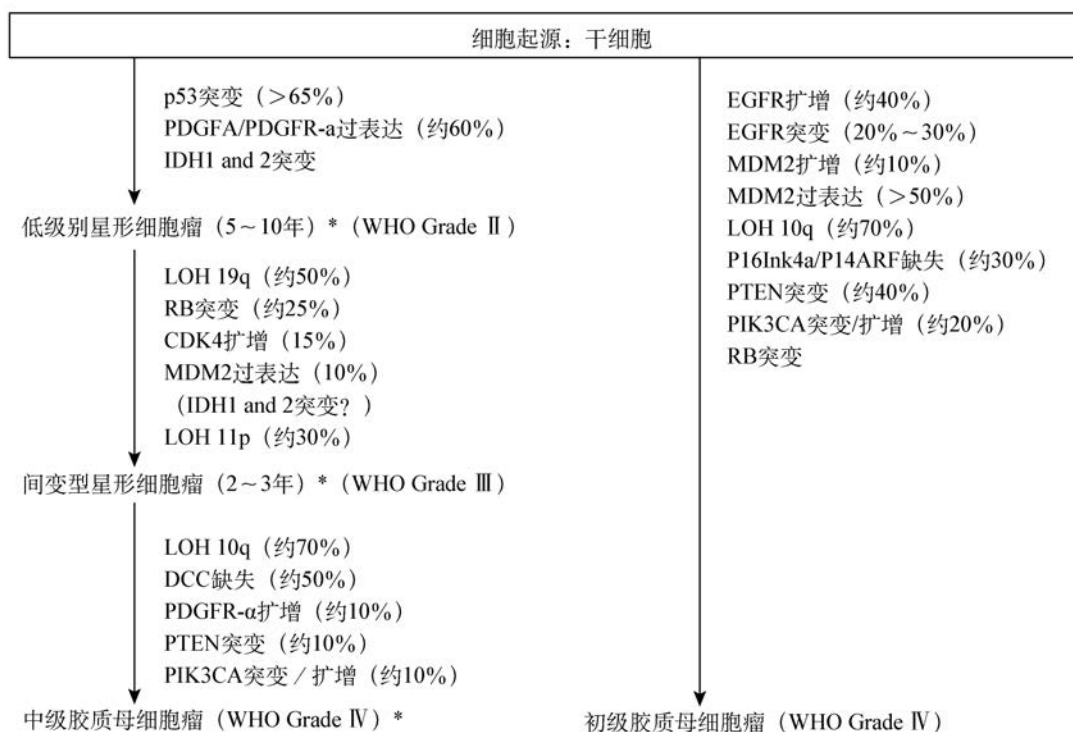 细胞起源：干细胞
p53突变（>65%）
PDGFA/PDGFR-a过表达（约60%）
IDH1 and 2突变
低级别星形细胞瘤（5～10年）*（WHO Grade Ⅱ）
LOH 19q（约50%）
RB突变（约25%）
CDK4扩增（15%）
MDM2过表达（10%）
（IDH1 and 2突变？）
LOH 11p（约30%）
间变型星形细胞瘤（2～3年）*（WHO Grade Ⅲ）
LOH 10q（约70%）
DCC缺失（约50%）
PDGFR-α扩增（约10%）
PTEN突变（约10%）
PIK3CA突变／扩增（约10%）
中级胶质母细胞瘤（WHO Grade Ⅳ）*
EGFR扩增（约40%）
EGFR突变（20%～30%）
MDM2扩增（约10%）
MDM2过表达（>50%）
LOH 10q（约70%）
P16Ink4a/P14ARF缺失（约30%）
PTEN突变（约40%）
PIK3CA突变/扩增（约20%）
RB突变
初级胶质母细胞瘤（WHO Grade Ⅳ）